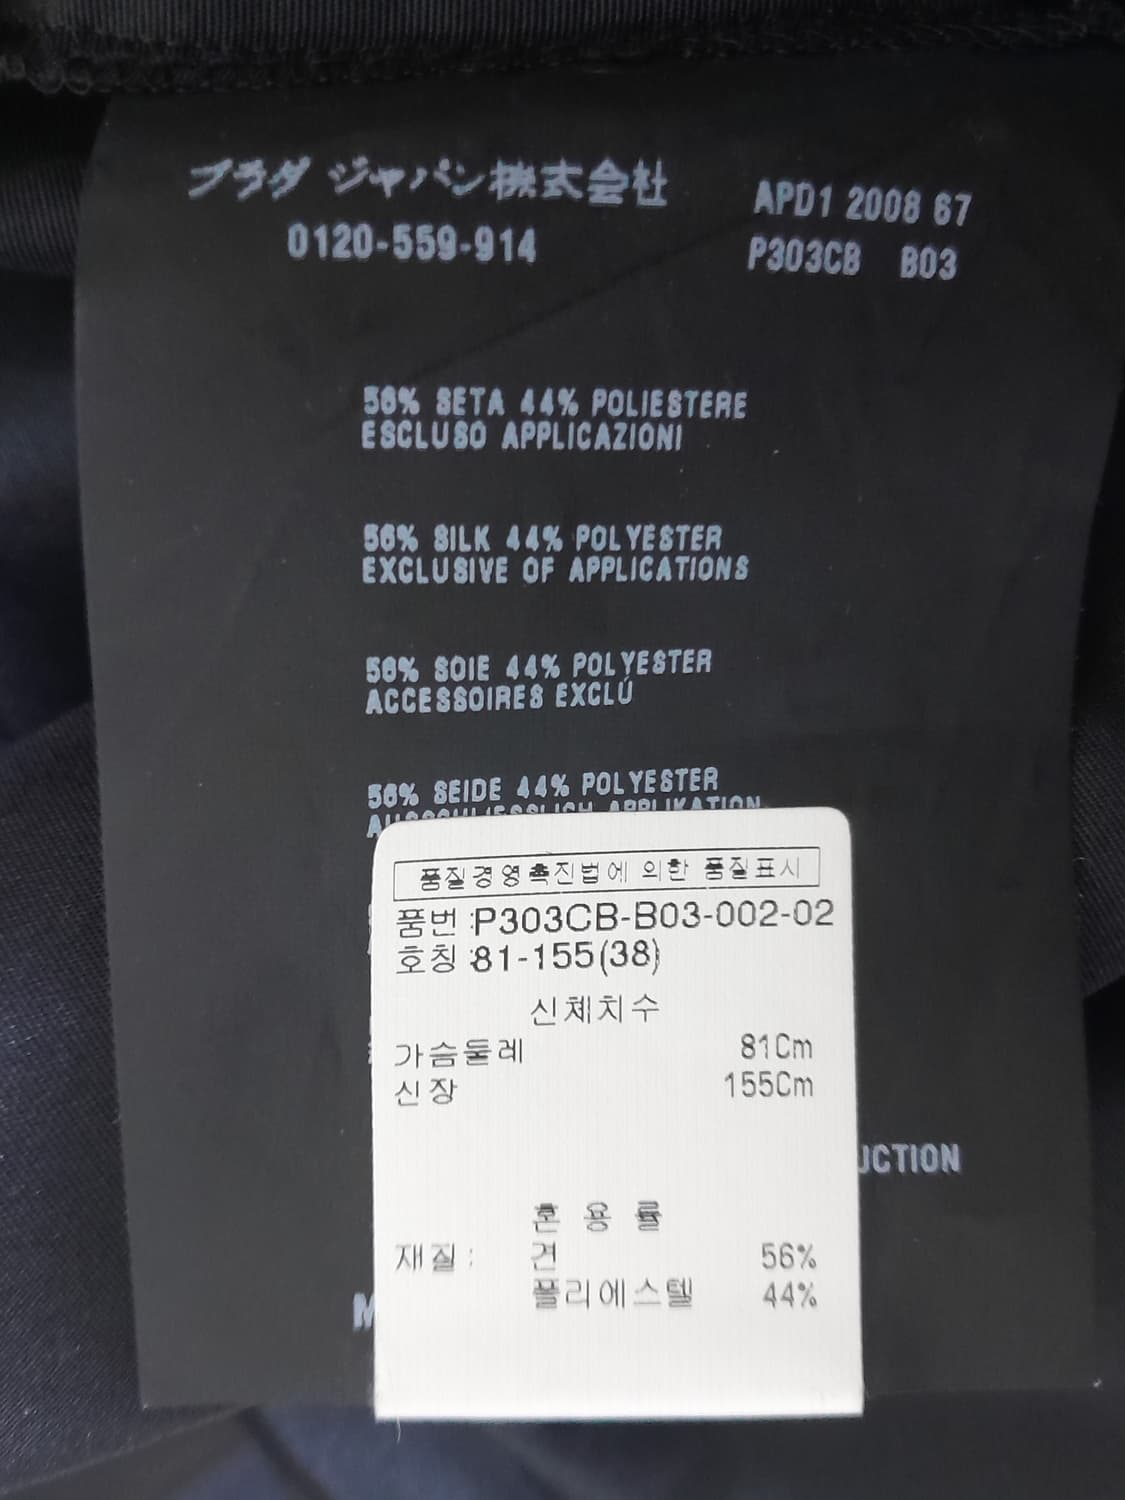 プラダ ジャパン株式会社
0120-559-914
APD1 2008 67
P303CB B03
56% SETA 44% POLIESTERE
ESCLUSO APPLICAZIONI
56% SILK 44% POLYESTER
EXCLUSIVE OF APPLICATIONS
56% SOIE 44% POLYESTER
ACCESSOIRES EXCLÚ
56% SEIDE 44% POLYESTER
AUSSCHLIESSLICH APPLIKATION
품질경영촉진법에 의한 품질표시
품번 :P303CB-B03-002-02
호칭 :81-155(38)
신체치수
가슴둘레 81Cm
신장 155Cm
UCTION
혼 용 률
재질 : 견 56%
폴리에스텔 44%
M